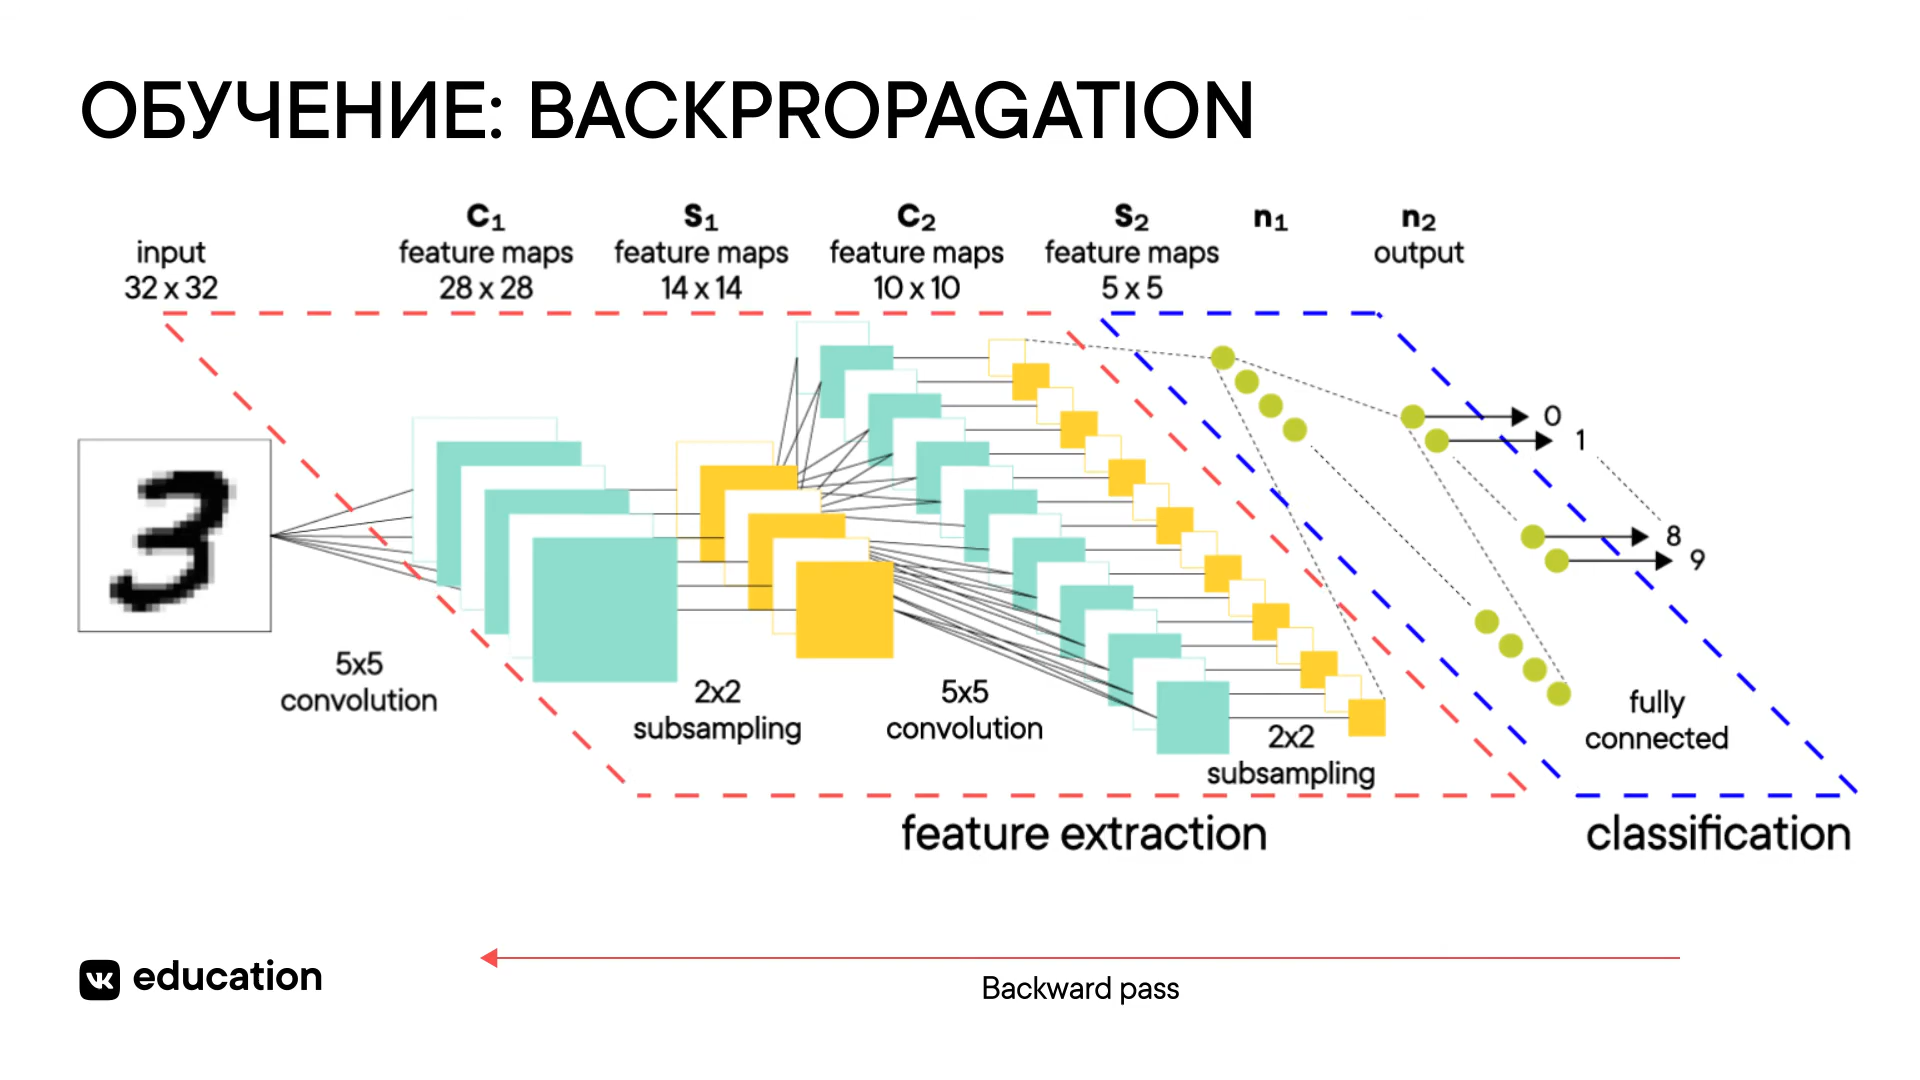 ОБУЧЕНИЕ: BACKPROPAGATION
input
32 x 32
C₁
feature maps
28 x 28
S₁
feature maps
14 x 14
C₂
feature maps
10 x 10
S₂
feature maps
5 x 5
n₁
n₂
output
3
0
1
8
9
5x5
convolution
2x2
subsampling
5x5
convolution
2x2
subsampling
fully
connected
feature extraction
classification
VK education
Backward pass